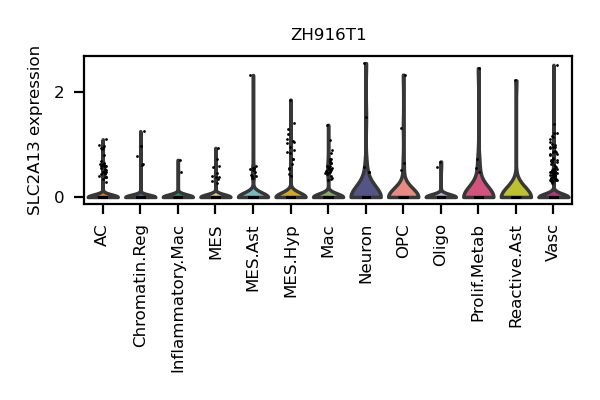 ZH916T1
SLC2A13 expression
2
0
AC
Chromatin.Reg
Inflammatory.Mac
MES
MES.Ast
MES.Hyp
Mac
Neuron
OPC
Oligo
Prolif.Metab
Reactive.Ast
Vasc